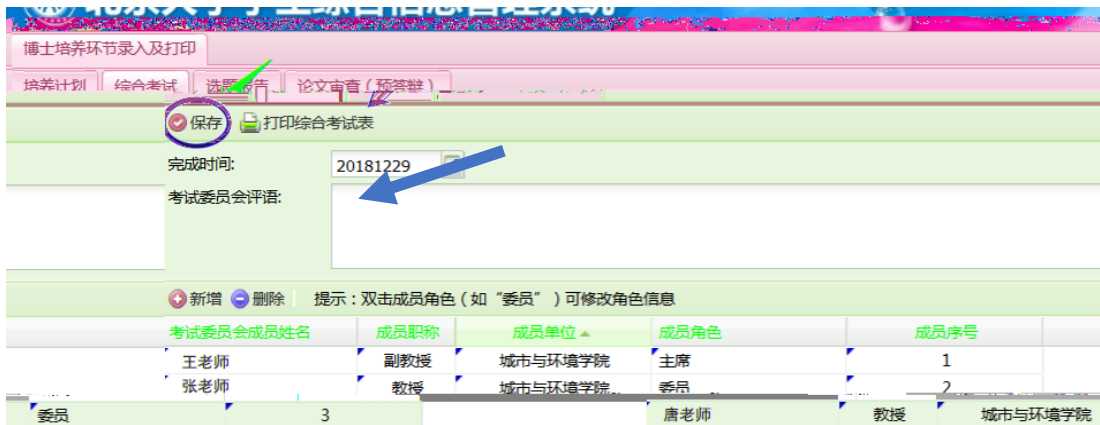 博士培养环节录入及打印
培养计划 综合考试 选题报告 论文审查（预答辩）
保存 打印综合考试表
完成时间: 20181229
考试委员会评语:
新增 删除 提示：双击成员角色（如“委员”）可修改角色信息
考试委员会成员姓名 成员职称 成员单位 成员角色 成员序号
王老师 副教授 城市与环境学院 主席 1
张老师 教授 城市与环境学院 委员 2
委员 3 唐老师 教授 城市与环境学院